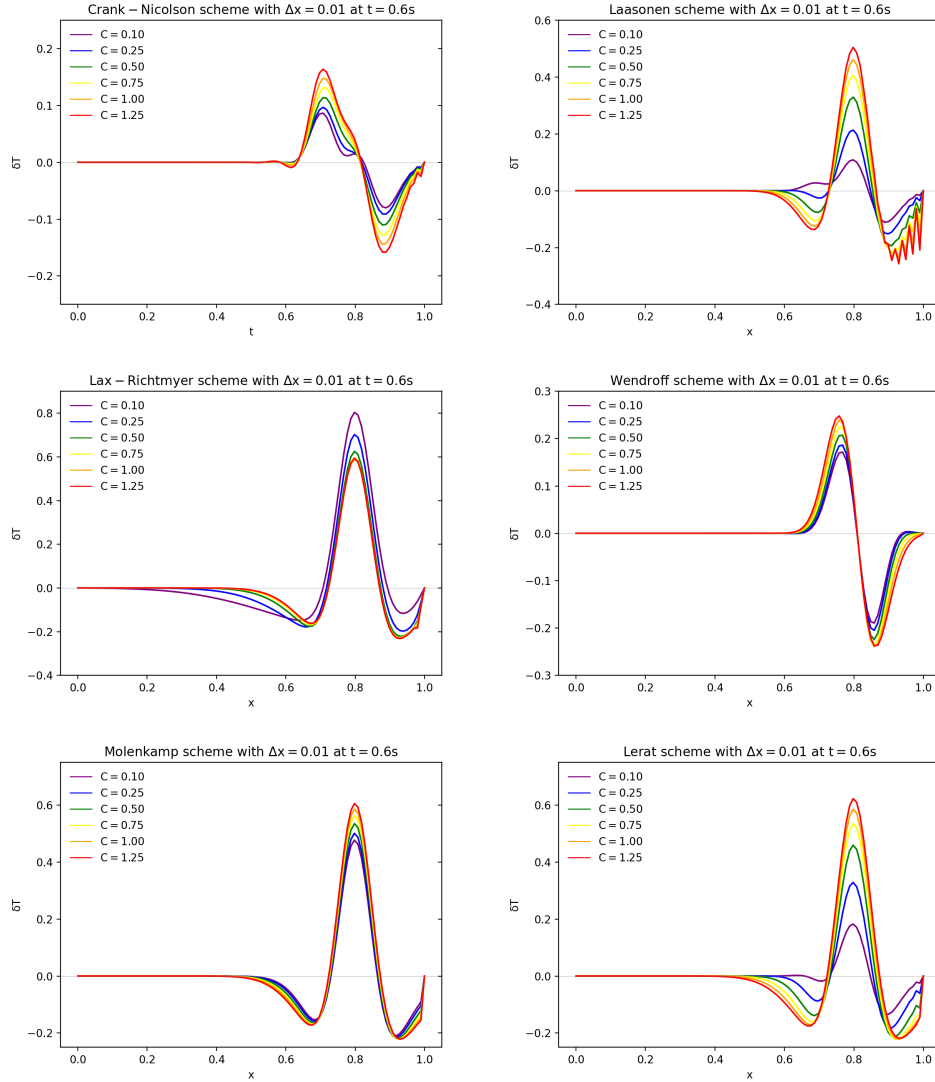 Crank − Nicolson scheme with Δx = 0.01 at t = 0.6s
C = 0.10
C = 0.25
C = 0.50
C = 0.75
C = 1.00
C = 1.25
0.2
0.1
0.0
−0.1
−0.2
δT
0.0 0.2 0.4 0.6 0.8 1.0
t
Laasonen scheme with Δx = 0.01 at t = 0.6s
C = 0.10
C = 0.25
C = 0.50
C = 0.75
C = 1.00
C = 1.25
0.6
0.4
0.2
0.0
−0.2
−0.4
δT
0.0 0.2 0.4 0.6 0.8 1.0
x
Lax − Richtmyer scheme with Δx = 0.01 at t = 0.6s
C = 0.10
C = 0.25
C = 0.50
C = 0.75
C = 1.00
C = 1.25
0.8
0.6
0.4
0.2
0.0
−0.2
−0.4
δT
0.0 0.2 0.4 0.6 0.8 1.0
x
Wendroff scheme with Δx = 0.01 at t = 0.6s
C = 0.10
C = 0.25
C = 0.50
C = 0.75
C = 1.00
C = 1.25
0.3
0.2
0.1
0.0
−0.1
−0.2
−0.3
δT
0.0 0.2 0.4 0.6 0.8 1.0
x
Molenkamp scheme with Δx = 0.01 at t = 0.6s
C = 0.10
C = 0.25
C = 0.50
C = 0.75
C = 1.00
C = 1.25
0.6
0.4
0.2
0.0
−0.2
δT
0.0 0.2 0.4 0.6 0.8 1.0
x
Lerat scheme with Δx = 0.01 at t = 0.6s
C = 0.10
C = 0.25
C = 0.50
C = 0.75
C = 1.00
C = 1.25
0.6
0.4
0.2
0.0
−0.2
δT
0.0 0.2 0.4 0.6 0.8 1.0
x